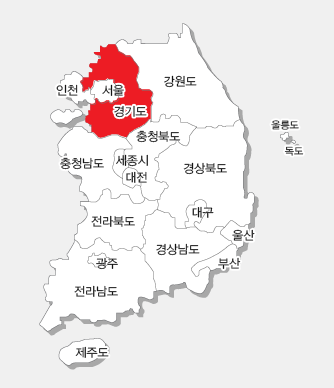 강원도
인천
서울
경기도
울릉도
독도
충청북도
충청남도
세종시
대전
경상북도
대구
전라북도
울산
경상남도
부산
광주
전라남도
제주도